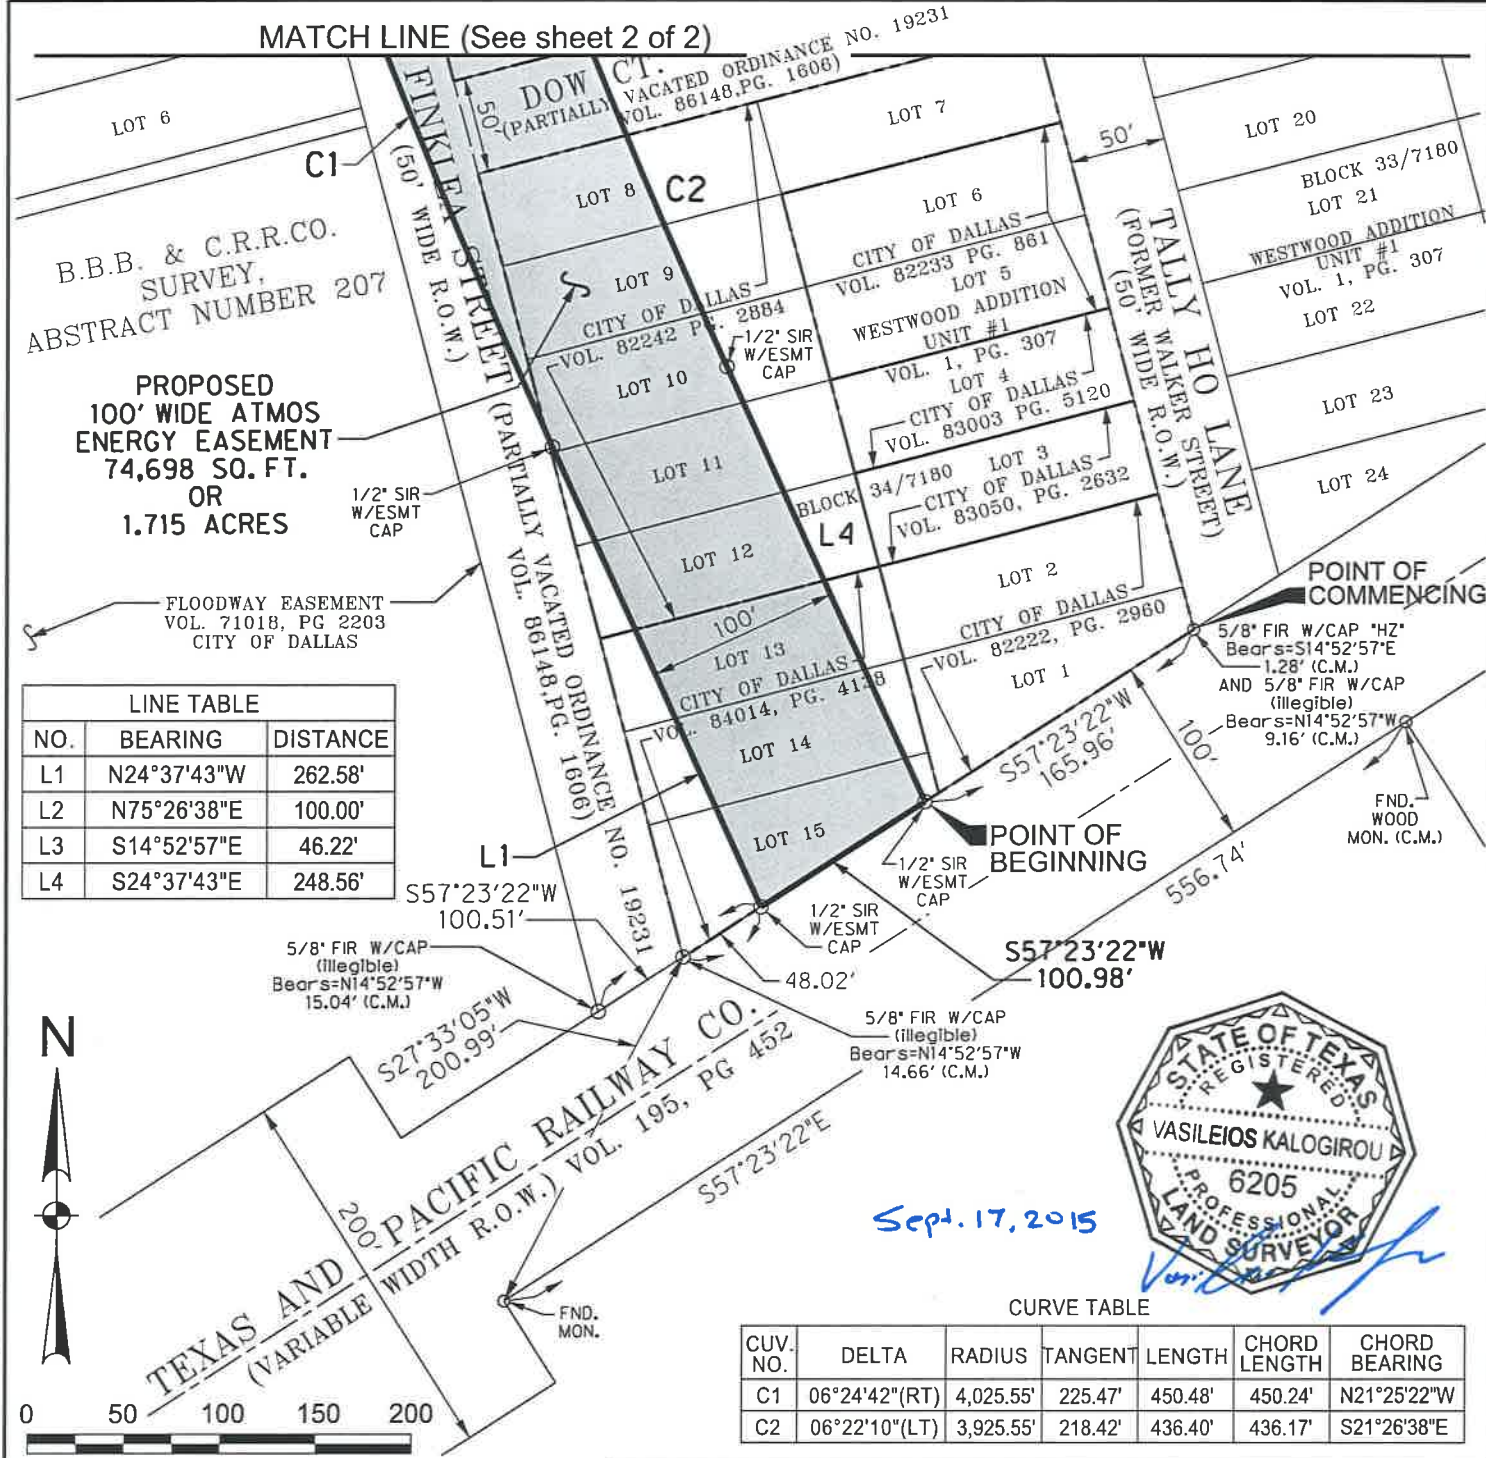 MATCH LINE (See sheet 2 of 2)
LOT 6
C1
FINKLEA STREET (PARTIALLY VACATED ORDINANCE NO. 19231
(50' WIDE R.O.W.)
VOL. 86148,PG. 1606)
50'
DOW CT.
(PARTIALLY VACATED ORDINANCE NO. 19231
VOL. 86148,PG. 1606)
LOT 7
LOT 8
C2
50'
LOT 20
BLOCK 33/7180
LOT 21
WESTWOOD ADDITION
UNIT #1
VOL. 1, PG. 307
LOT 22
LOT 23
LOT 24
TALLY HO LANE
(FORMER WALKER STREET)
(50' WIDE R.O.W.)
LOT 6
CITY OF DALLAS
VOL. 82233 PG. 861
LOT 5
WESTWOOD ADDITION
UNIT #1
VOL. 1, PG. 307
LOT 4
CITY OF DALLAS
VOL. 83003 PG. 5120
BLOCK 34/7180
LOT 3
CITY OF DALLAS
VOL. 83050, PG. 2632
L4
LOT 2
CITY OF DALLAS
VOL. 82222, PG. 2960
LOT 1
B.B.B. & C.R.R.CO.
SURVEY,
ABSTRACT NUMBER 207
LOT 9
CITY OF DALLAS
VOL. 82242 PG. 2884
1/2" SIR
W/ESMT
CAP
LOT 10
LOT 11
LOT 12
100'
LOT 13
CITY OF DALLAS
VOL. 84014, PG. 4128
LOT 14
LOT 15
PROPOSED
100' WIDE ATMOS
ENERGY EASEMENT
74,698 SQ. FT.
OR
1.715 ACRES
1/2" SIR
W/ESMT
CAP
FLOODWAY EASEMENT
VOL. 71018, PG 2203
CITY OF DALLAS
POINT OF
COMMENCING
5/8" FIR W/CAP "HZ"
Bears=S14°52'57"E
1.28' (C.M.)
AND 5/8" FIR W/CAP
(illegible)
Bears=N14°52'57"W
9.16' (C.M.)
S57°23'22"W
165.96'
100'
FND.
WOOD
MON. (C.M.)
LINE TABLE
NO. BEARING DISTANCE
L1 N24°37'43"W 262.58'
L2 N75°26'38"E 100.00'
L3 S14°52'57"E 46.22'
L4 S24°37'43"E 248.56'
L1
POINT OF
BEGINNING
1/2" SIR
W/ESMT
CAP
556.74'
S57°23'22"W
100.51'
1/2" SIR
W/ESMT
CAP
S57°23'22"W
100.98'
48.02'
5/8" FIR W/CAP
(illegible)
Bears=N14°52'57"W
15.04' (C.M.)
5/8" FIR W/CAP
(illegible)
Bears=N14°52'57"W
14.66' (C.M.)
S27°33'05"W
200.99'
N
200'
TEXAS AND PACIFIC RAILWAY CO.
(VARIABLE WIDTH R.O.W.) VOL. 195, PG 452
S57°23'22"E
FND.
MON.
Sept. 17, 2015
STATE OF TEXAS
REGISTERED
VASILEIOS KALOGIROU
6205
PROFESSIONAL
LAND SURVEYOR
0 50 100 150 200
CURVE TABLE
CUV. NO. DELTA RADIUS TANGENT LENGTH CHORD LENGTH CHORD BEARING
C1 06°24'42"(RT) 4,025.55' 225.47' 450.48' 450.24' N21°25'22"W
C2 06°22'10"(LT) 3,925.55' 218.42' 436.40' 436.17' S21°26'38"E